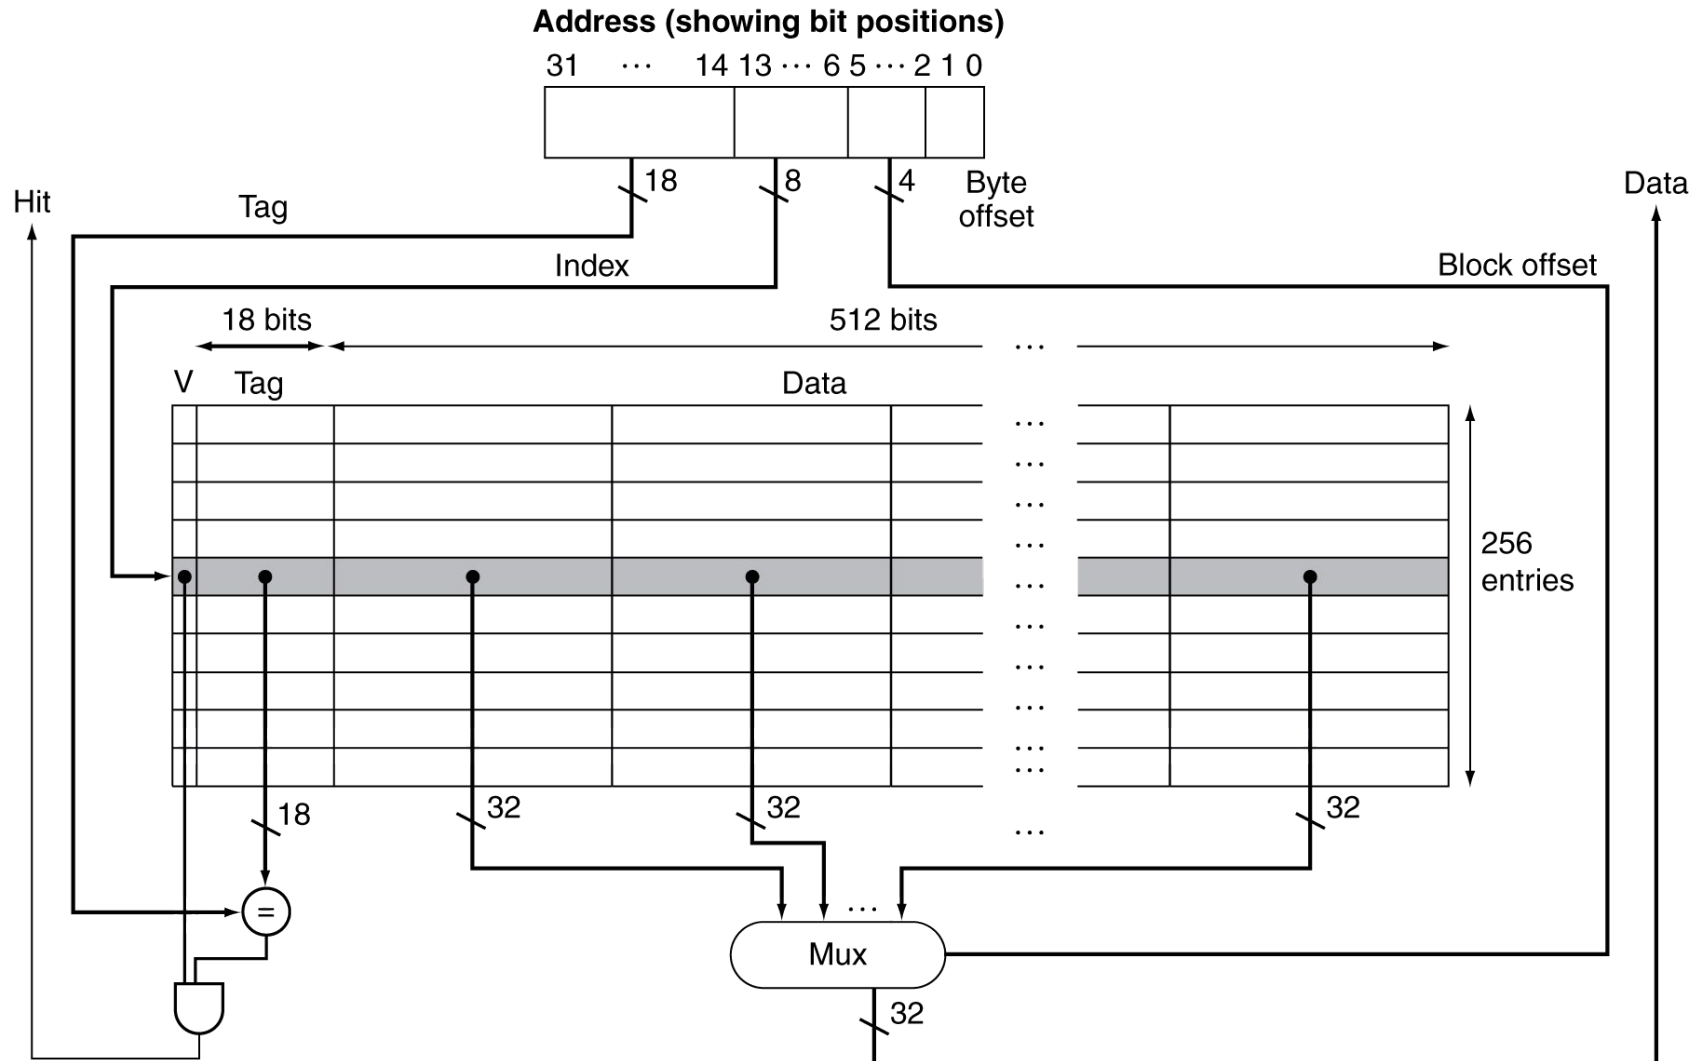 Address (showing bit positions)
31 ... 14 13 ... 6 5 ... 2 1 0
18 8 4 Byte offset
Hit
Tag
Data
Index
Block offset
18 bits
512 bits
...
V Tag Data
...
...
...
...
...
...
...
...
...
...
256
entries
18
32
32
...
32
=
...
Mux
32